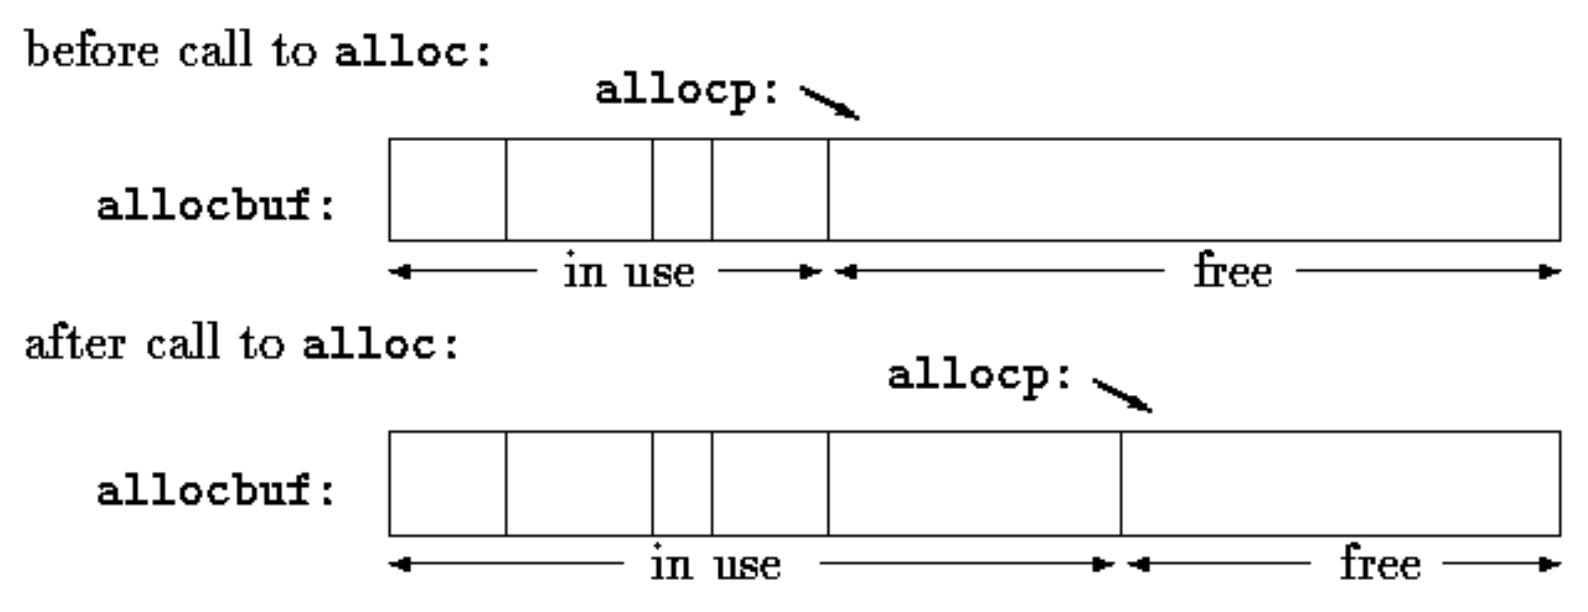 before call to alloc:
allocp:
allocbuf:
in use free
after call to alloc:
allocp:
allocbuf:
in use free